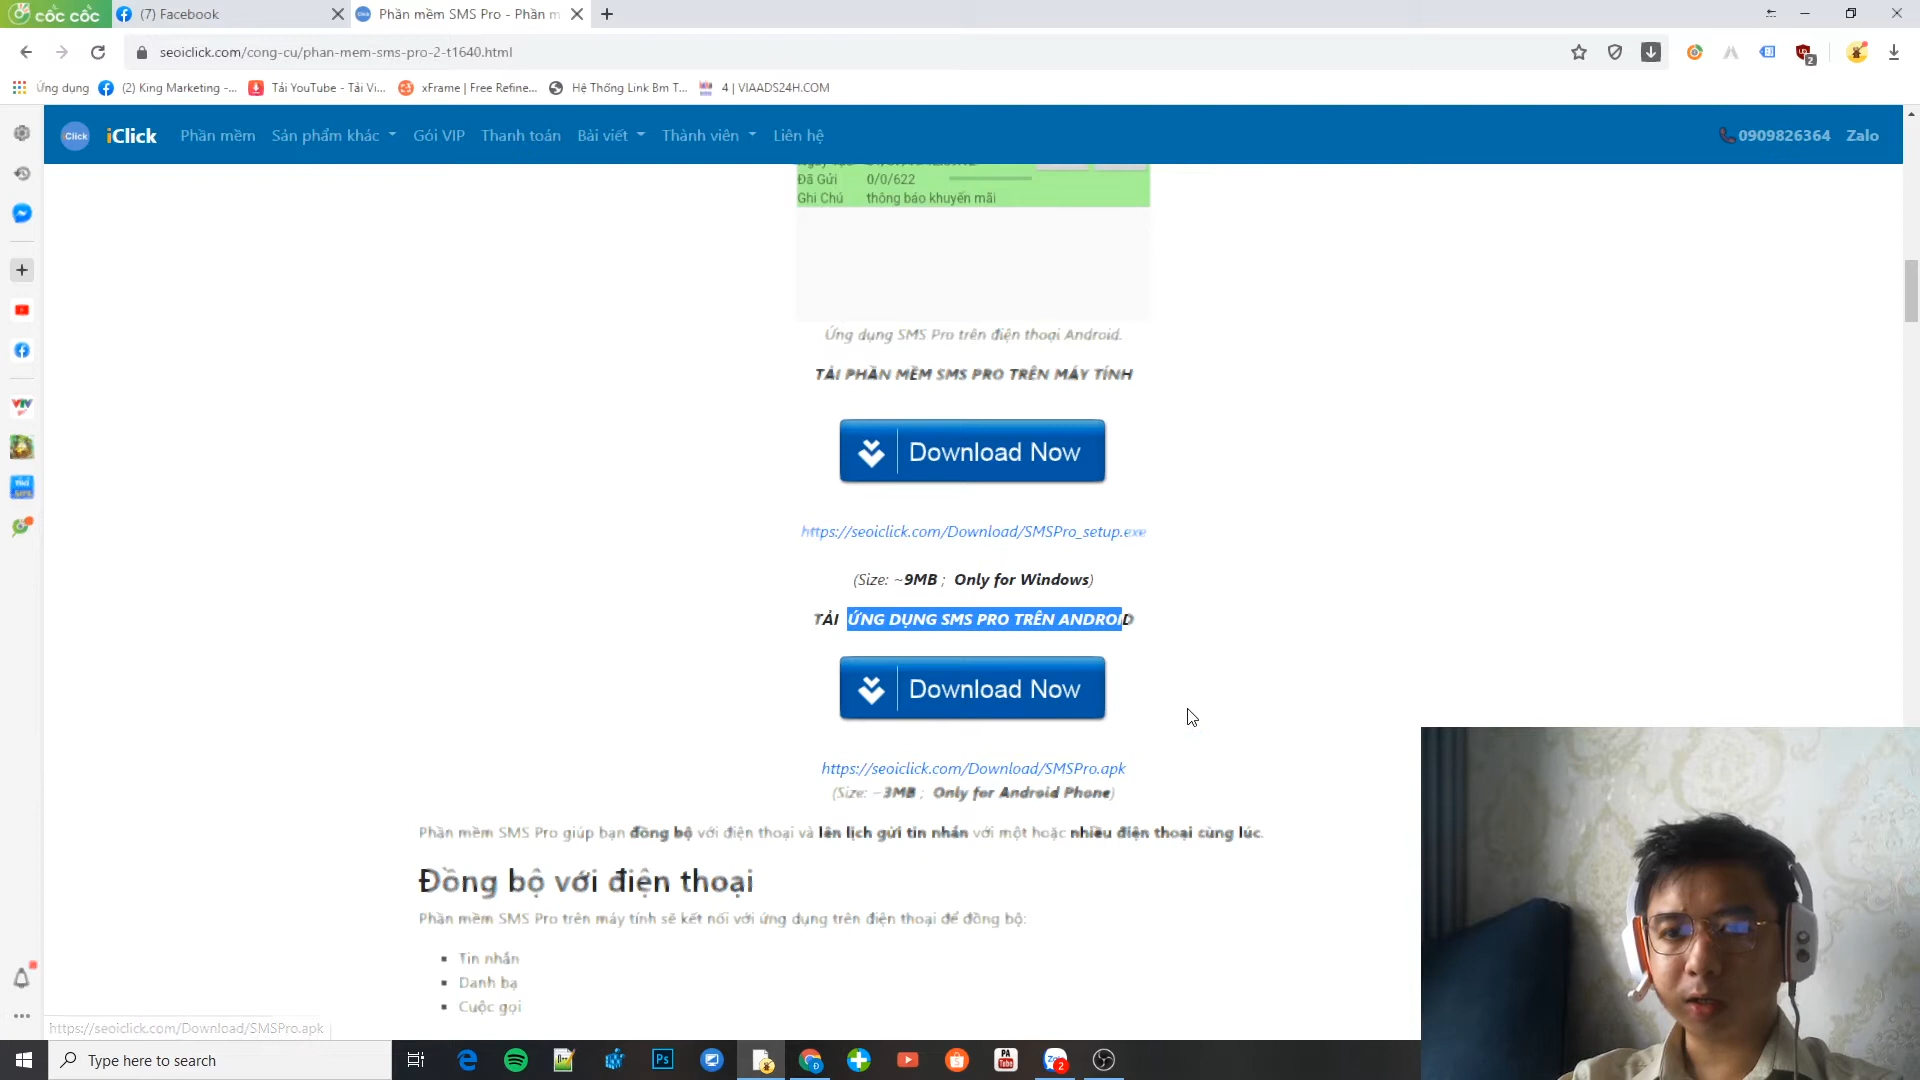 cốc cốc
(7) Facebook
Phần mềm SMS Pro - Phần m
seoiclick.com/cong-cu/phan-mem-sms-pro-2-t1640.html
Ứng dụng
(2) King Marketing -...
Tải YouTube - Tải Vi...
xFrame | Free Refine...
Hệ Thống Link Bm T...
4 | VIAADS24H.COM
Click
iClick
Phần mềm
Sản phẩm khác
Gói VIP
Thanh toán
Bài viết
Thành viên
Liên hệ
0909826364
Zalo
Đã Gửi 0/0/622
Ghi Chú thông báo khuyến mãi
Ứng dụng SMS Pro trên điện thoại Android.
TẢI PHẦN MỀM SMS PRO TRÊN MÁY TÍNH
Download Now
https://seoiclick.com/Download/SMSPro_setup.exe
(Size: ~9MB ; Only for Windows)
TẢI ỨNG DỤNG SMS PRO TRÊN ANDROID
Download Now
https://seoiclick.com/Download/SMSPro.apk
(Size: ~3MB ; Only for Android Phone)
Phần mềm SMS Pro giúp bạn đồng bộ với điện thoại và lên lịch gửi tin nhắn với một hoặc nhiều điện thoại cùng lúc.
Đồng bộ với điện thoại
Phần mềm SMS Pro trên máy tính sẽ kết nối với ứng dụng trên điện thoại để đồng bộ:
Tin nhắn
Danh bạ
Cuộc gọi
https://seoiclick.com/Download/SMSPro.apk
Type here to search